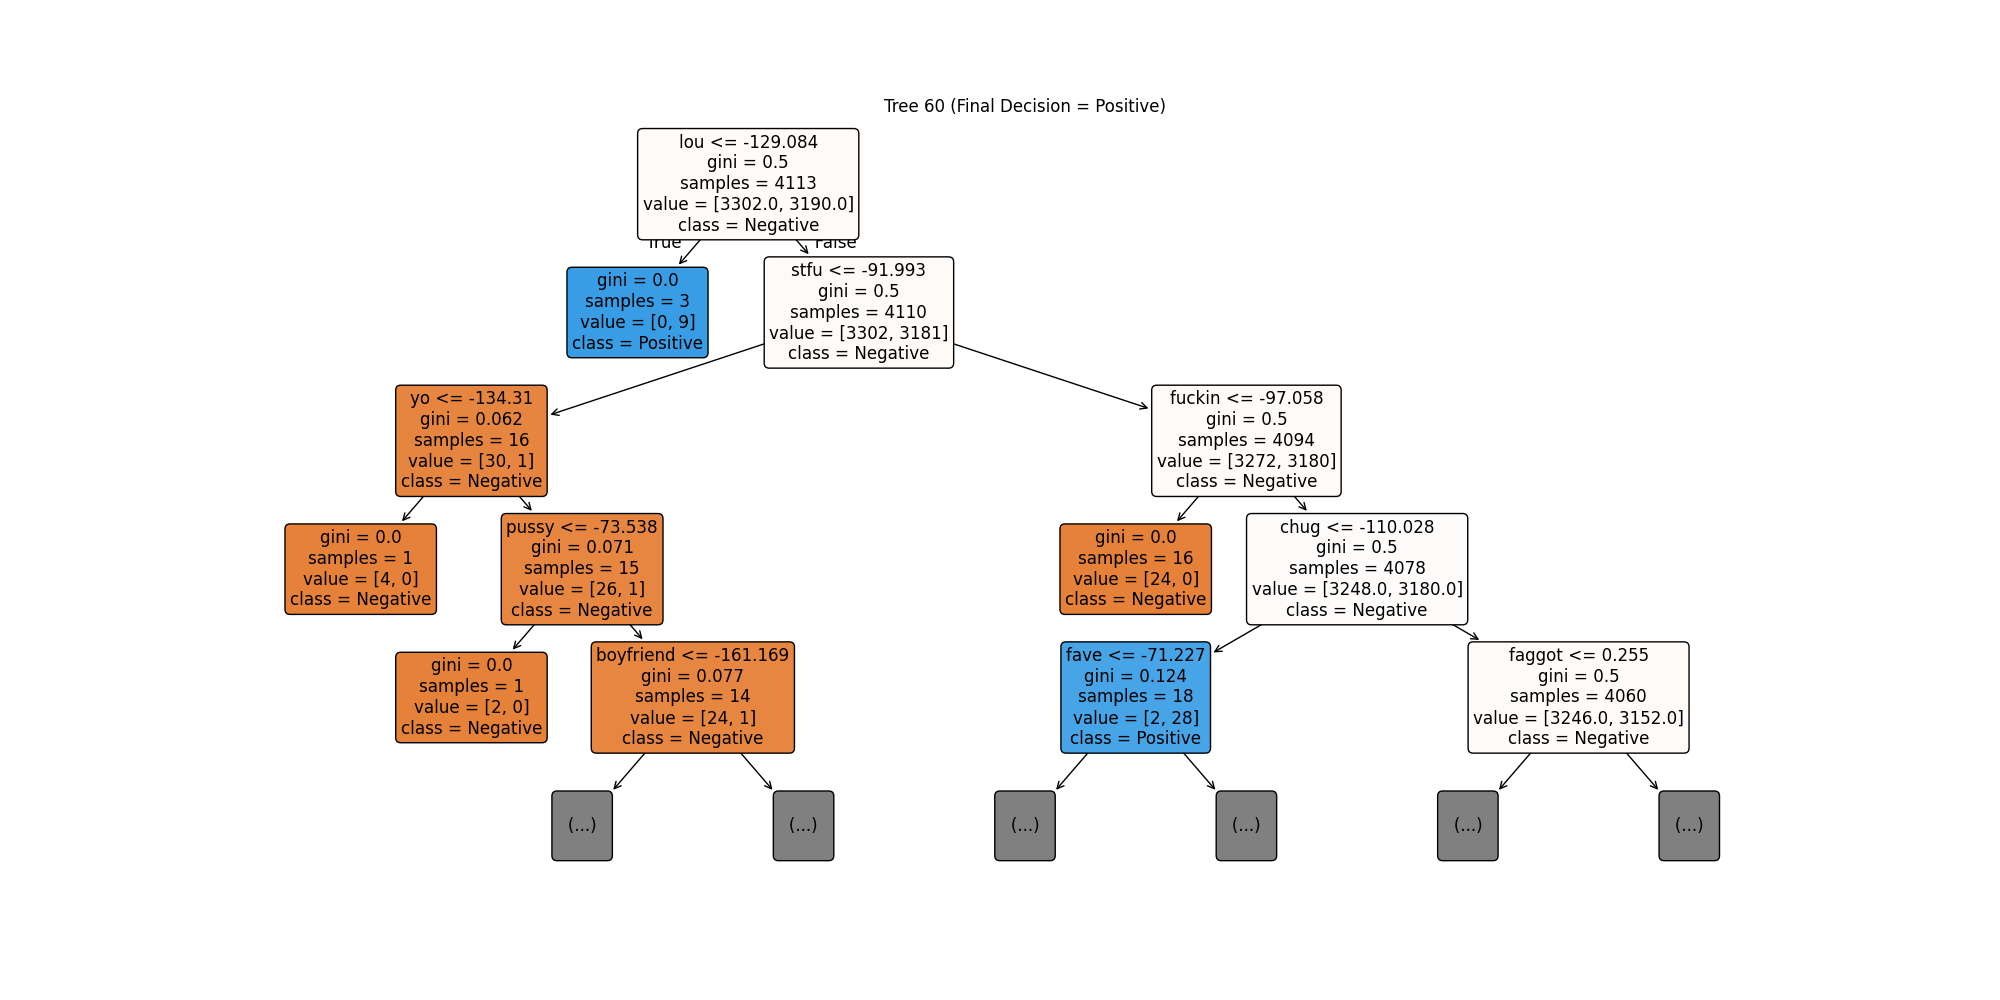 Tree 60 (Final Decision = Positive)
lou <= -129.084
gini = 0.5
samples = 4113
value = [3302.0, 3190.0]
class = Negative
True
False
gini = 0.0
samples = 3
value = [0, 9]
class = Positive
stfu <= -91.993
gini = 0.5
samples = 4110
value = [3302, 3181]
class = Negative
yo <= -134.31
gini = 0.062
samples = 16
value = [30, 1]
class = Negative
fuckin <= -97.058
gini = 0.5
samples = 4094
value = [3272, 3180]
class = Negative
gini = 0.0
samples = 1
value = [4, 0]
class = Negative
pussy <= -73.538
gini = 0.071
samples = 15
value = [26, 1]
class = Negative
gini = 0.0
samples = 16
value = [24, 0]
class = Negative
chug <= -110.028
gini = 0.5
samples = 4078
value = [3248.0, 3180.0]
class = Negative
gini = 0.0
samples = 1
value = [2, 0]
class = Negative
boyfriend <= -161.169
gini = 0.077
samples = 14
value = [24, 1]
class = Negative
fave <= -71.227
gini = 0.124
samples = 18
value = [2, 28]
class = Positive
faggot <= 0.255
gini = 0.5
samples = 4060
value = [3246.0, 3152.0]
class = Negative
(...)
(...)
(...)
(...)
(...)
(...)